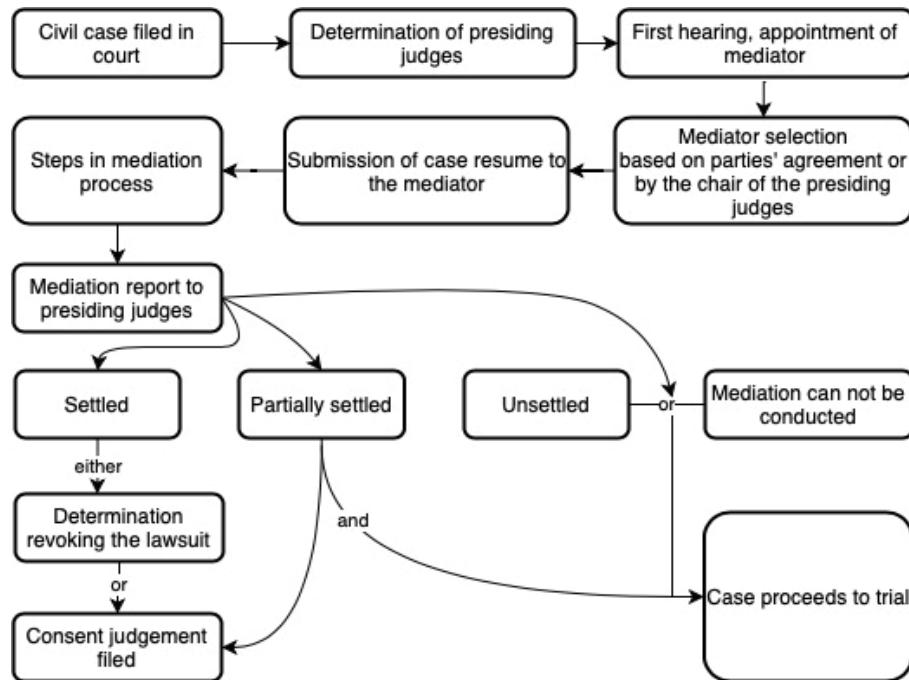 Civil case filed in
court
Determination of presiding
judges
First hearing, appointment of
mediator
Steps in mediation
process
Submission of case resume to
the mediator
Mediator selection
based on parties' agreement or
by the chair of the presiding
judges
Mediation report to
presiding judges
Settled
Partially settled
Unsettled
or
Mediation can not be
conducted
either
Determination
revoking the lawsuit
and
or
Consent judgement
filed
Case proceeds to trial